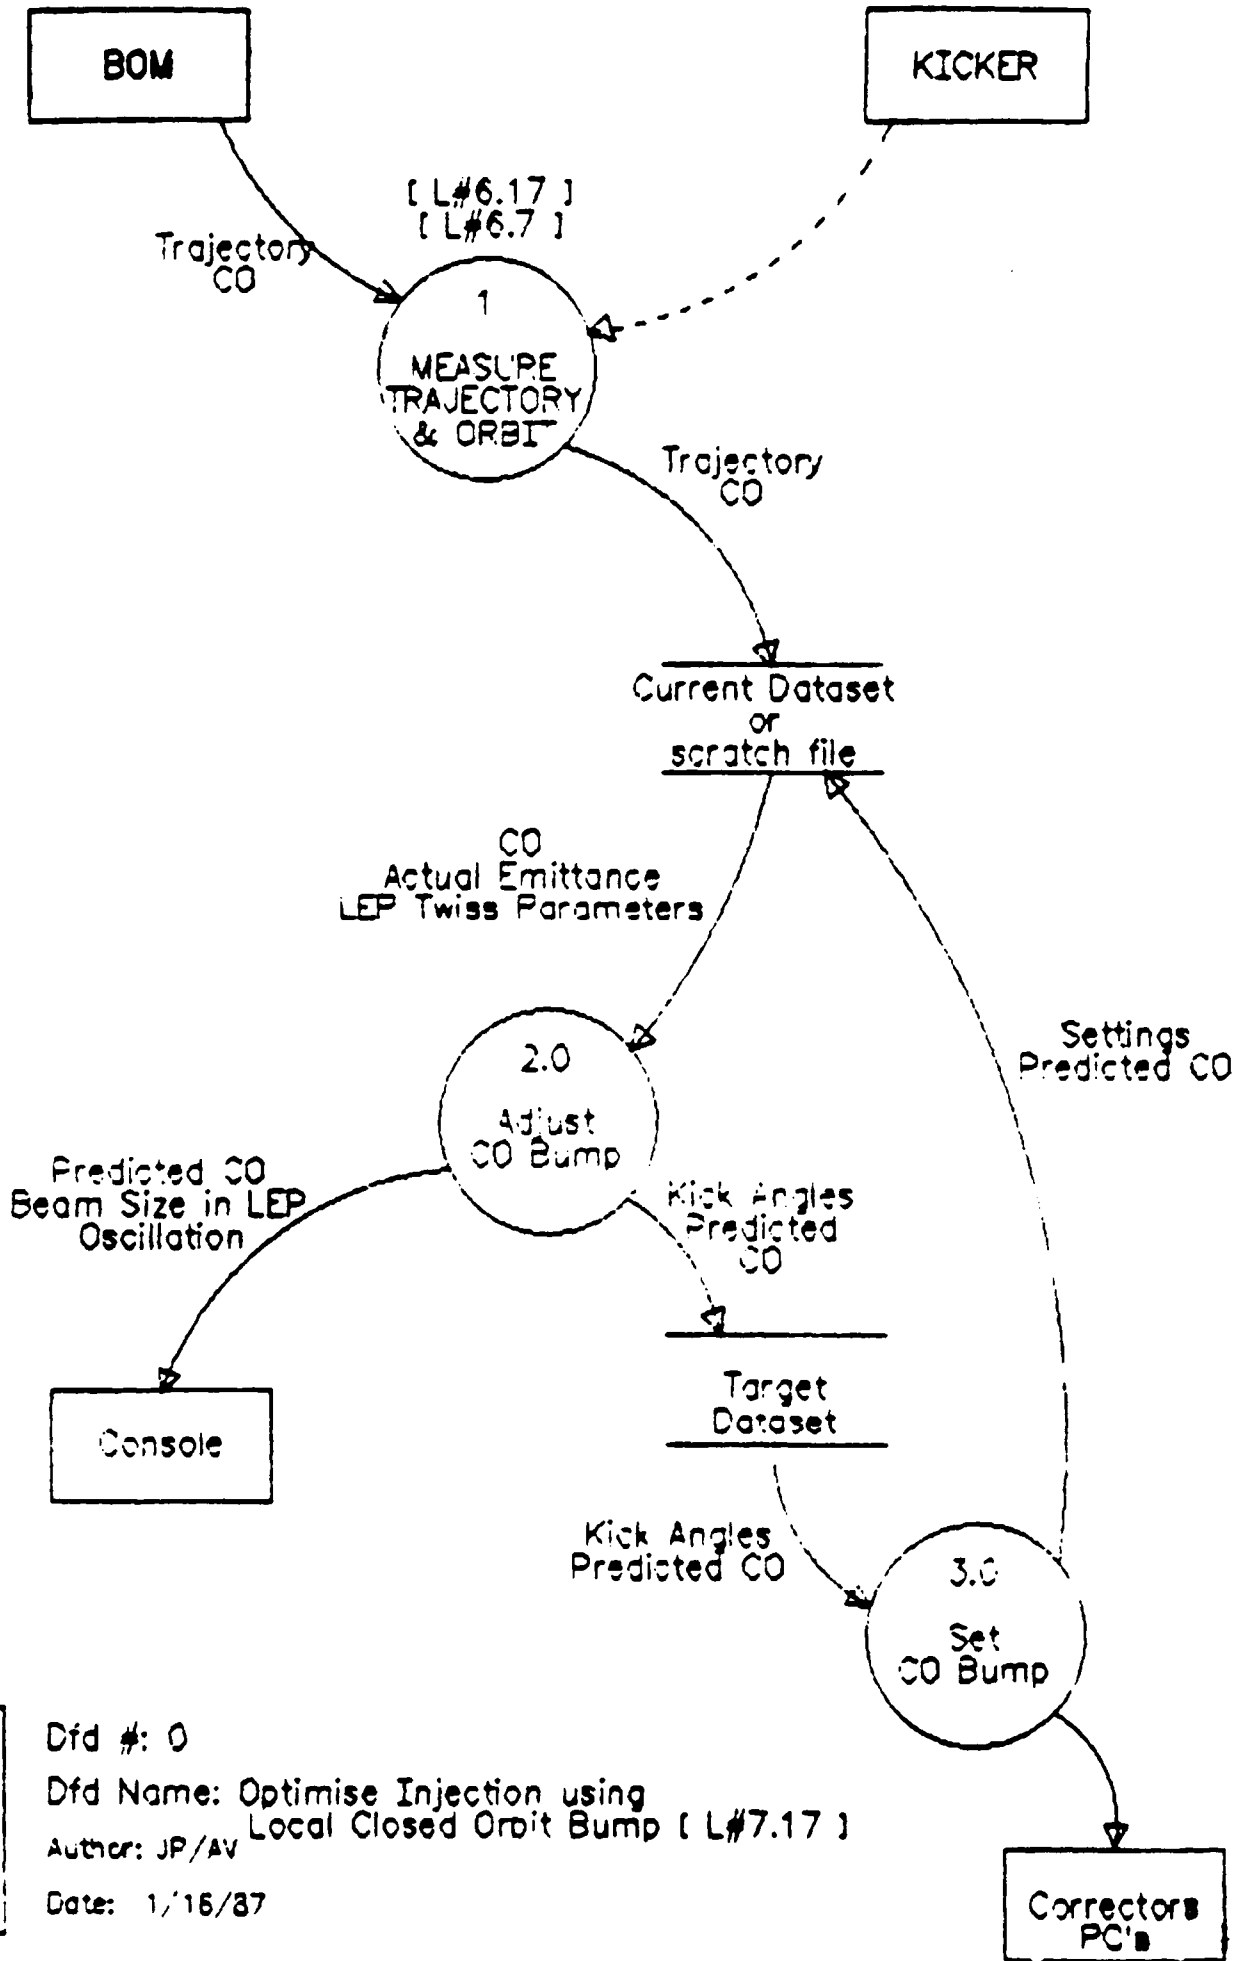 BOM
KICKER
[ L#6.17 ]
[ L#6.7 ]
Trajectory
CO
1
MEASURE
TRAJECTORY
& ORBIT
Trajectory
CO
Current Dataset
or
scratch file
CO
Actual Emittance
LEP Twiss Parameters
Settings
Predicted CO
2.0
Adjust
CO Bump
Predicted CO
Beam Size in LEP
Oscillation
Kick Angles
Predicted
CO
Console
Target
Dataset
Kick Angles
Predicted CO
3.0
Set
CO Bump
Dfd #: 0
Dfd Name: Optimise Injection using
Local Closed Orbit Bump [ L#7.17 ]
Author: JP/AV
Date: 1/16/87
Correctors
PC's